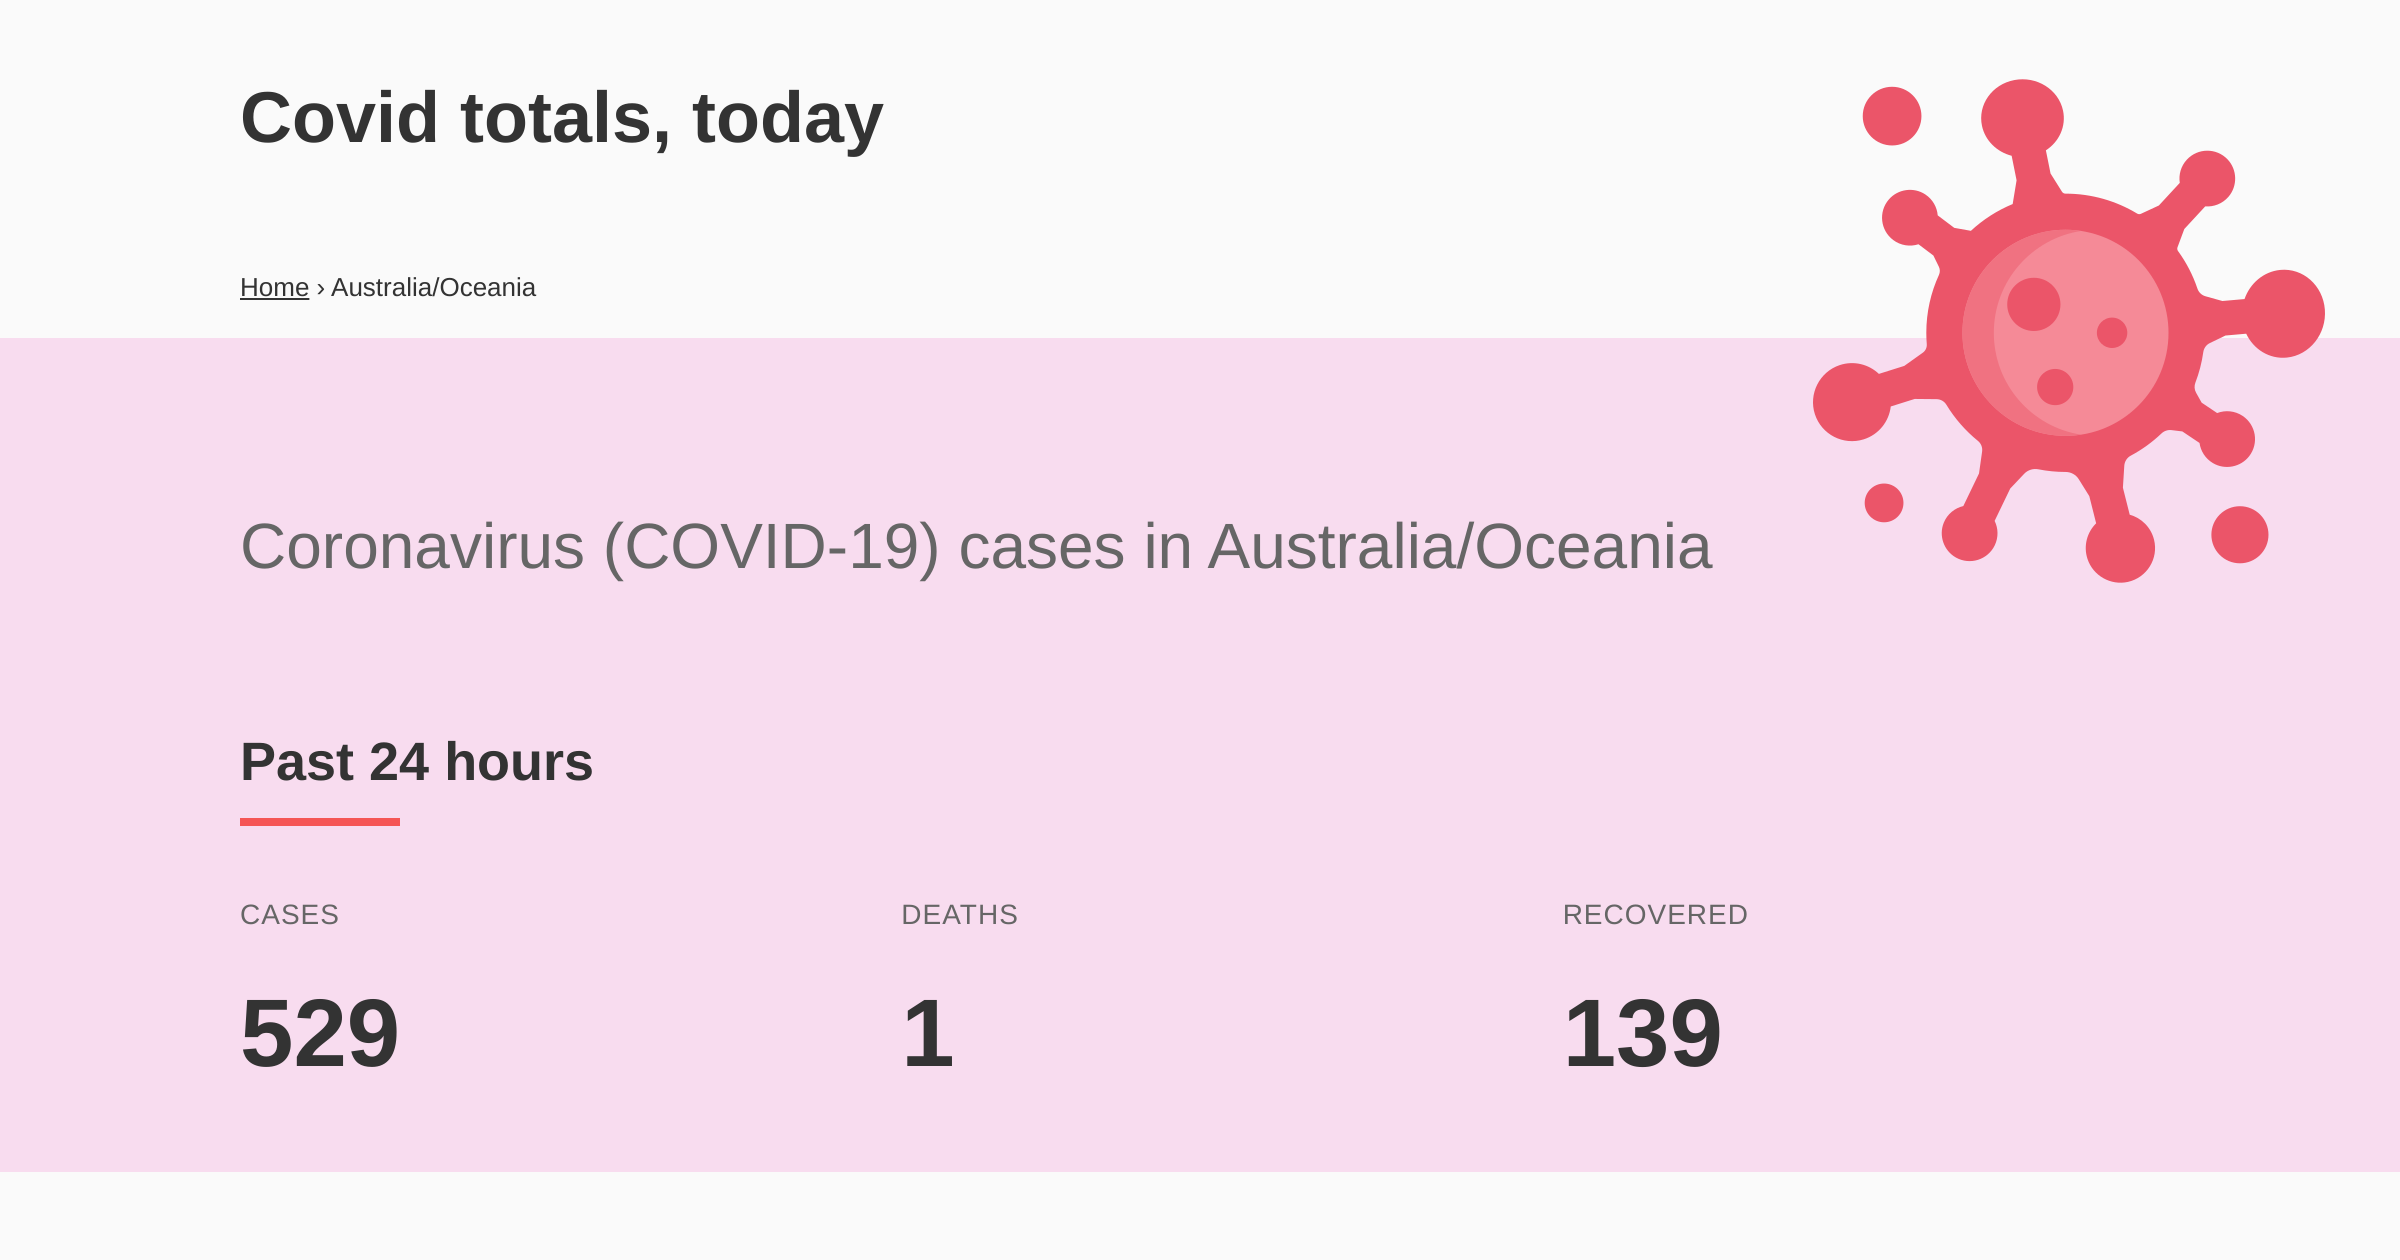 Covid totals, today
Home › Australia/Oceania
Coronavirus (COVID-19) cases in Australia/Oceania
Past 24 hours
CASES DEATHS RECOVERED
529 1 139